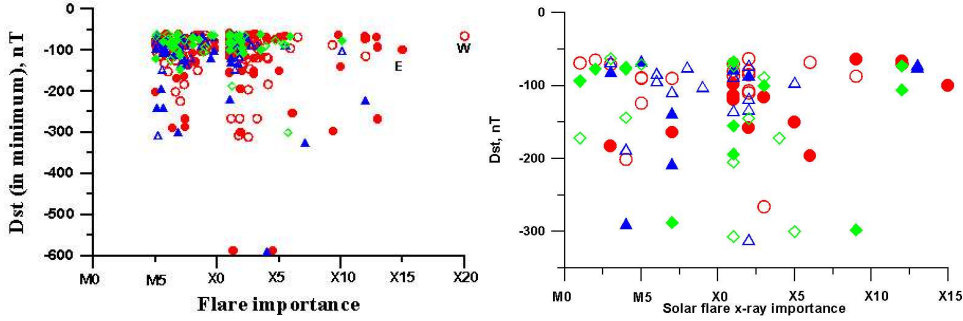 0
-100
-200
-300
-400
-500
-600
Dst (in minimum), nT
W
E
M0 M5 X0 X5 X10 X15 X20
Flare importance
0
-100
-200
-300
Dst, nT
M0 M5 X0 X5 X10 X15
Solar flare x-ray importance